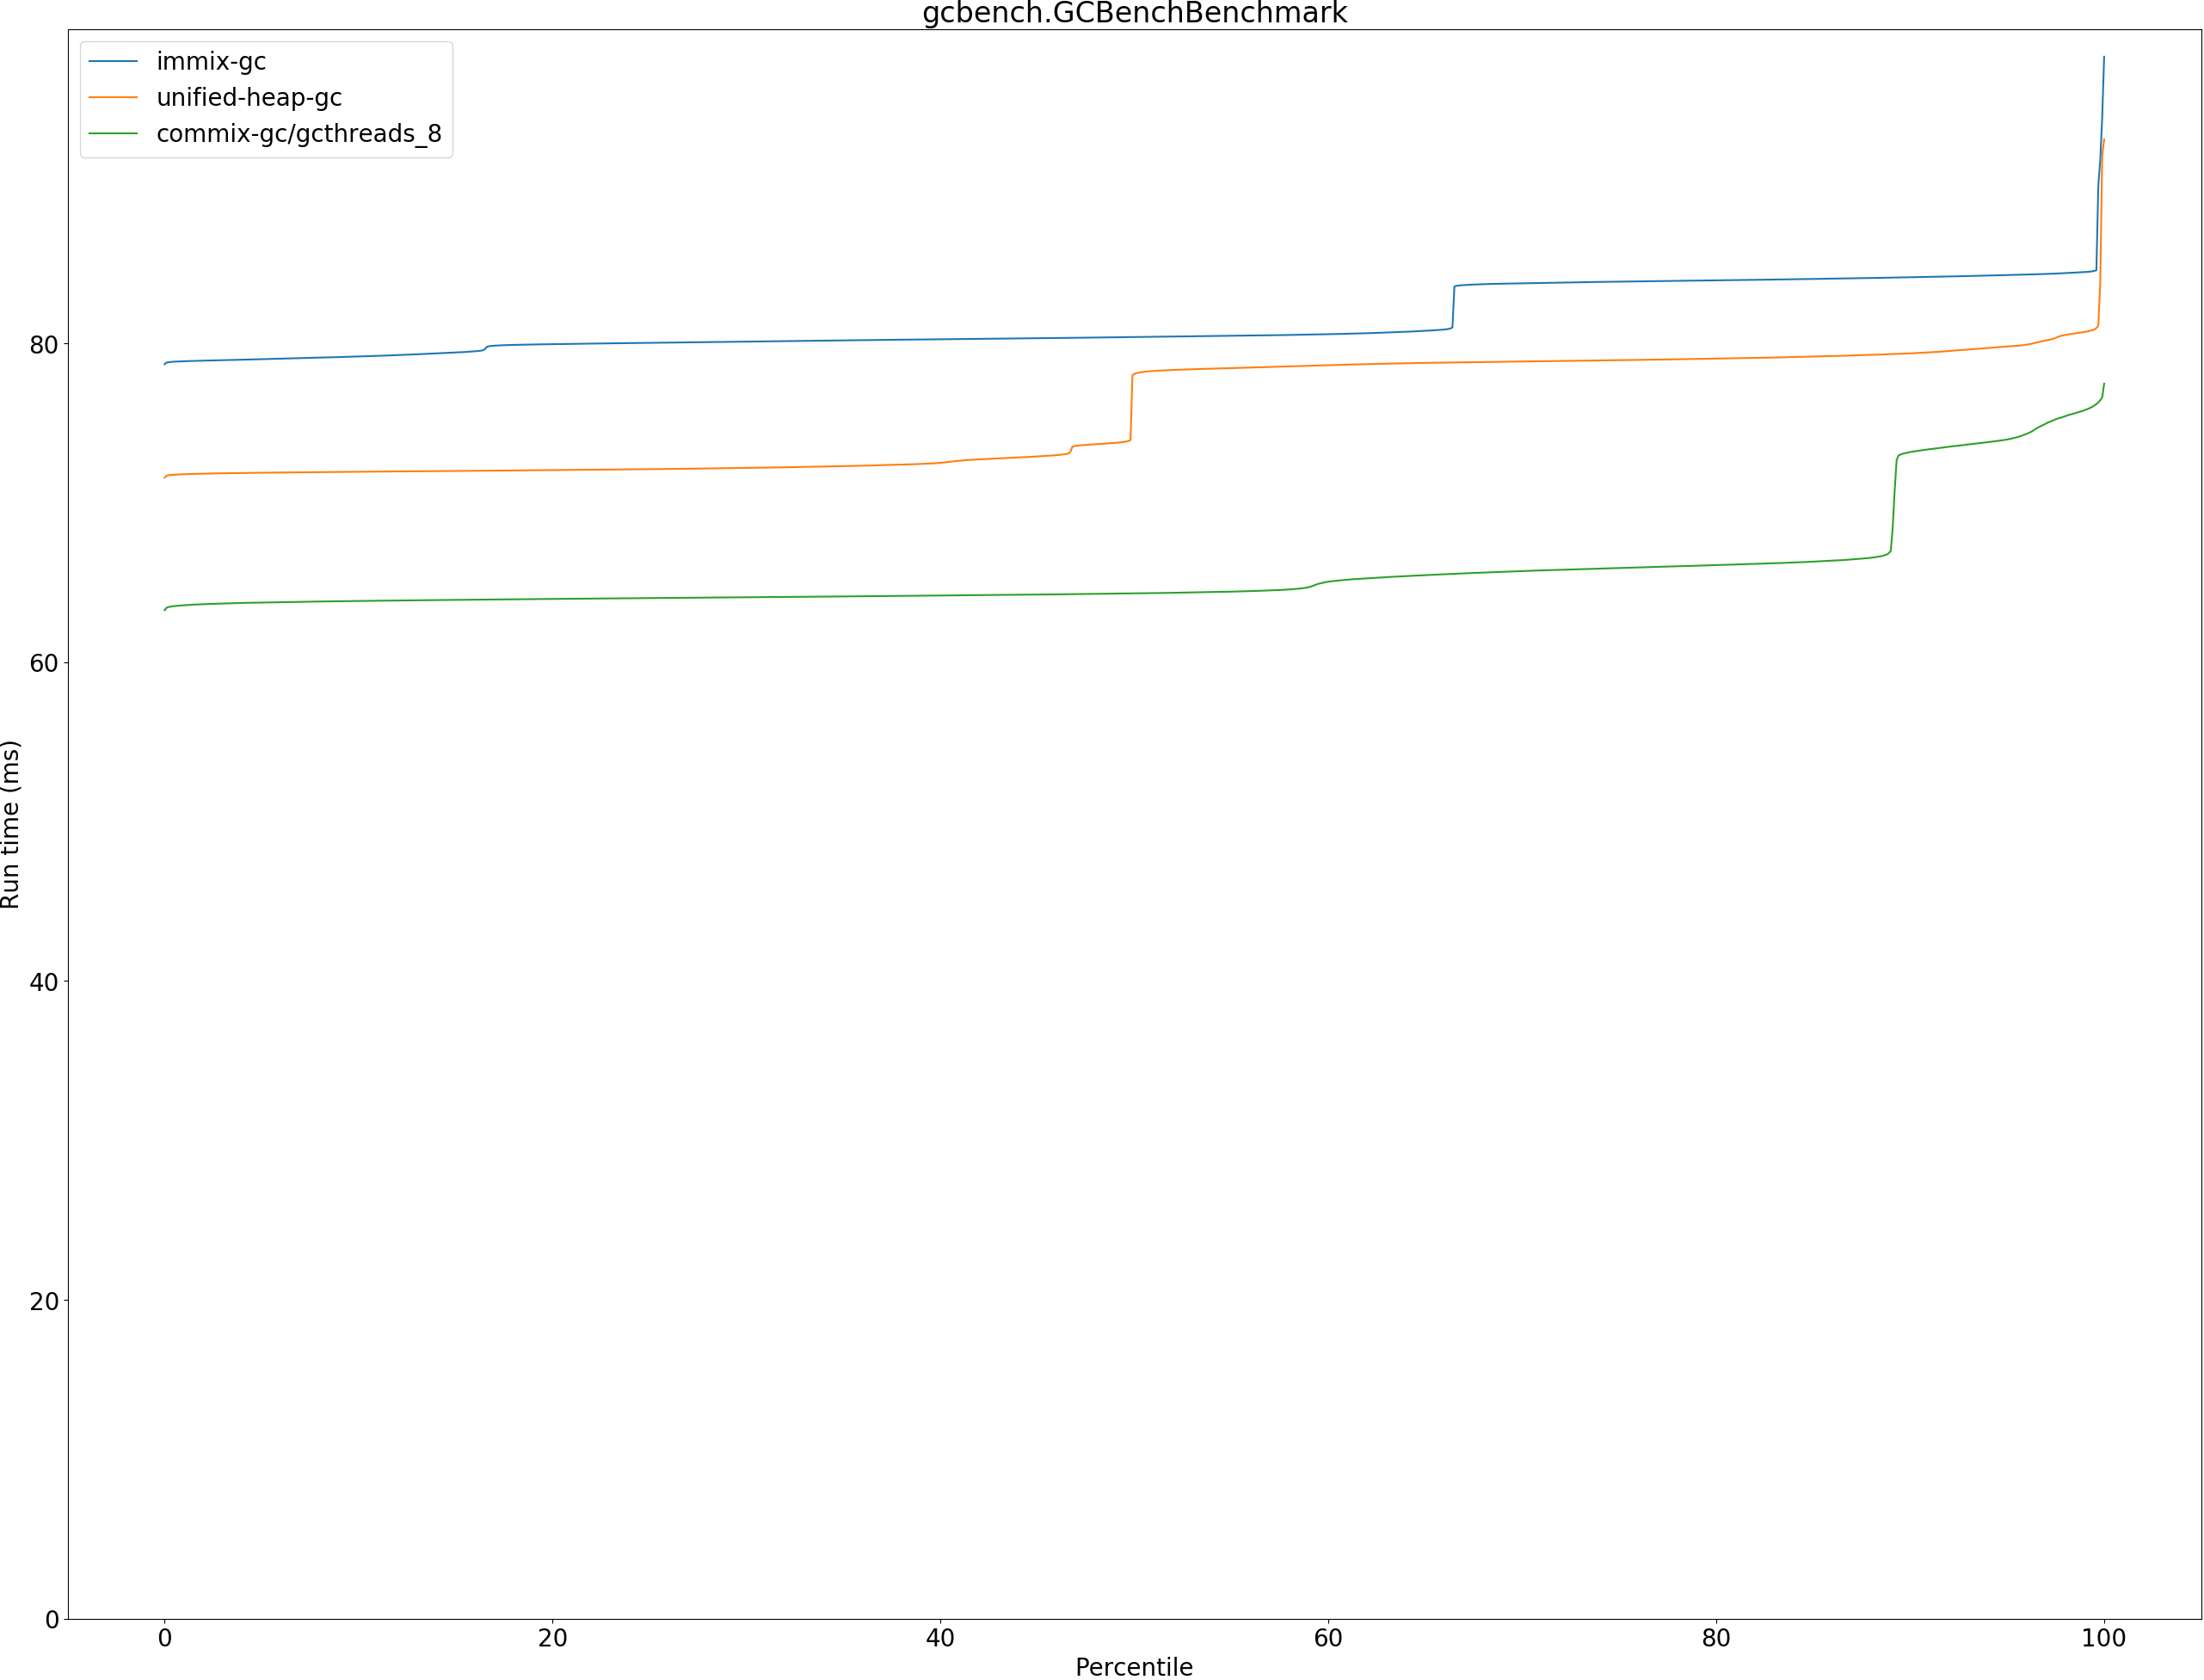 gcbench.GCBenchBenchmark
immix-gc
unified-heap-gc
commix-gc/gcthreads_8
80
60
40
20
0
Run time (ms)
0 20 40 60 80 100
Percentile